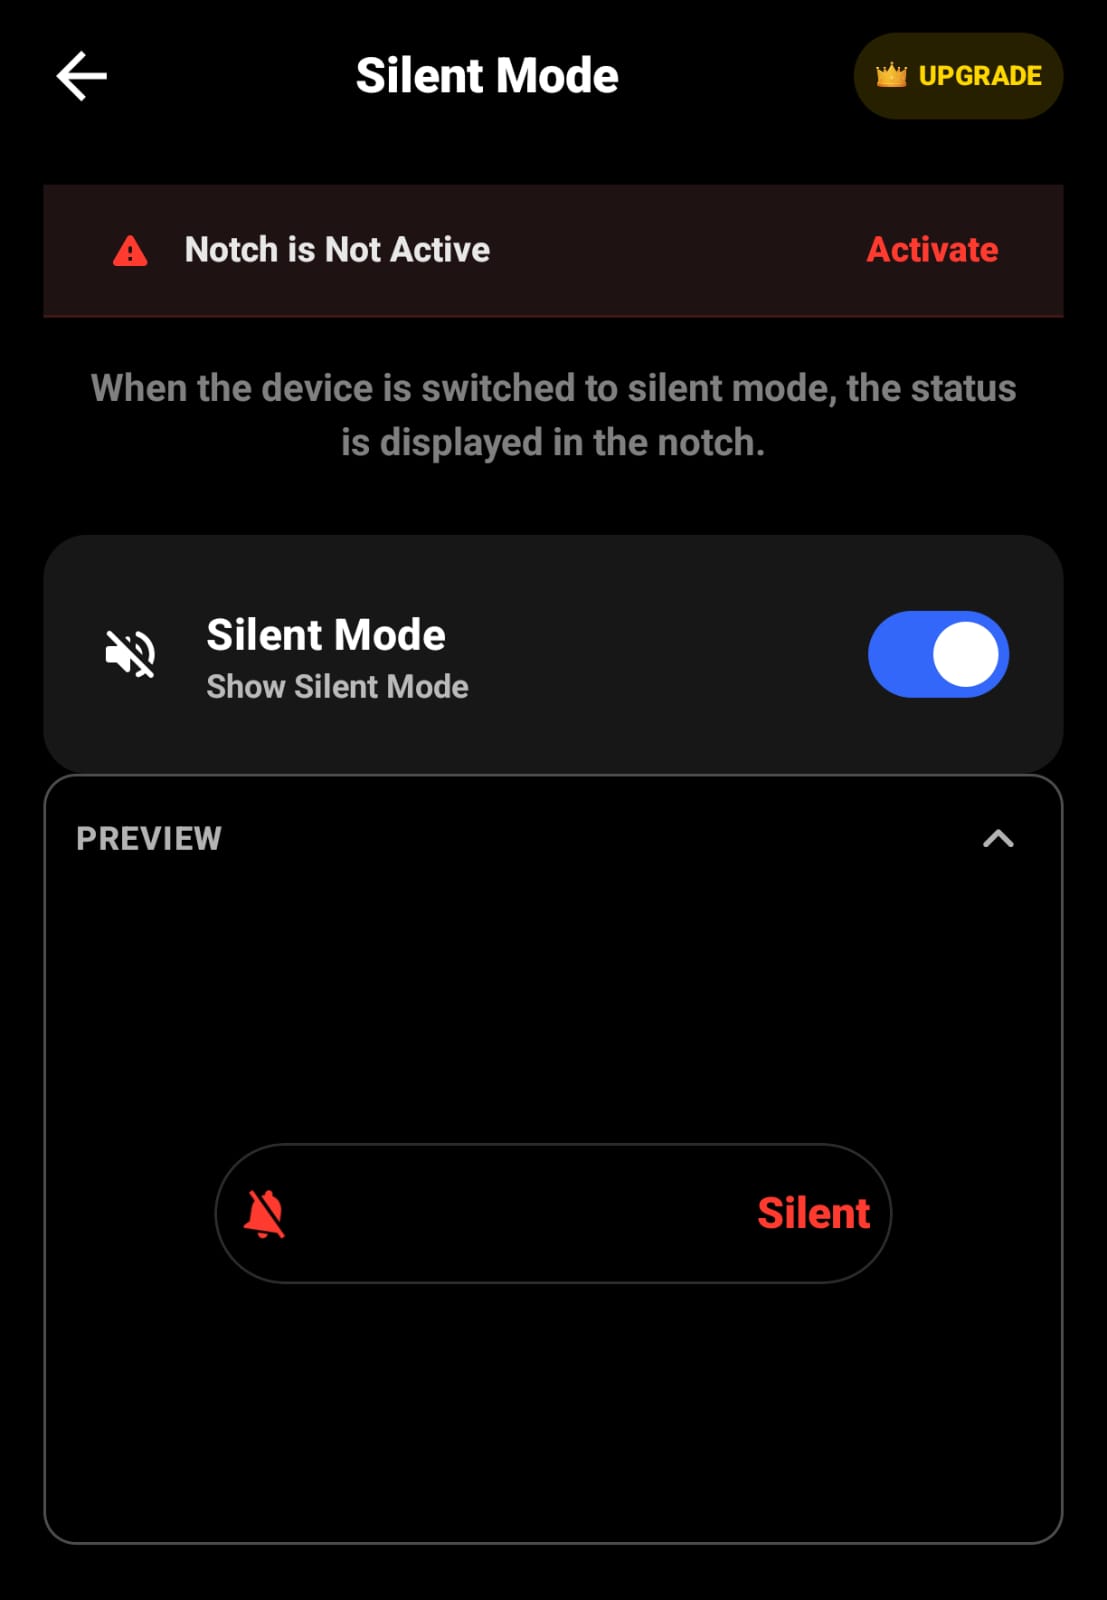 Silent Mode
UPGRADE
Notch is Not Active
Activate
When the device is switched to silent mode, the status
is displayed in the notch.
Silent Mode
Show Silent Mode
PREVIEW
Silent